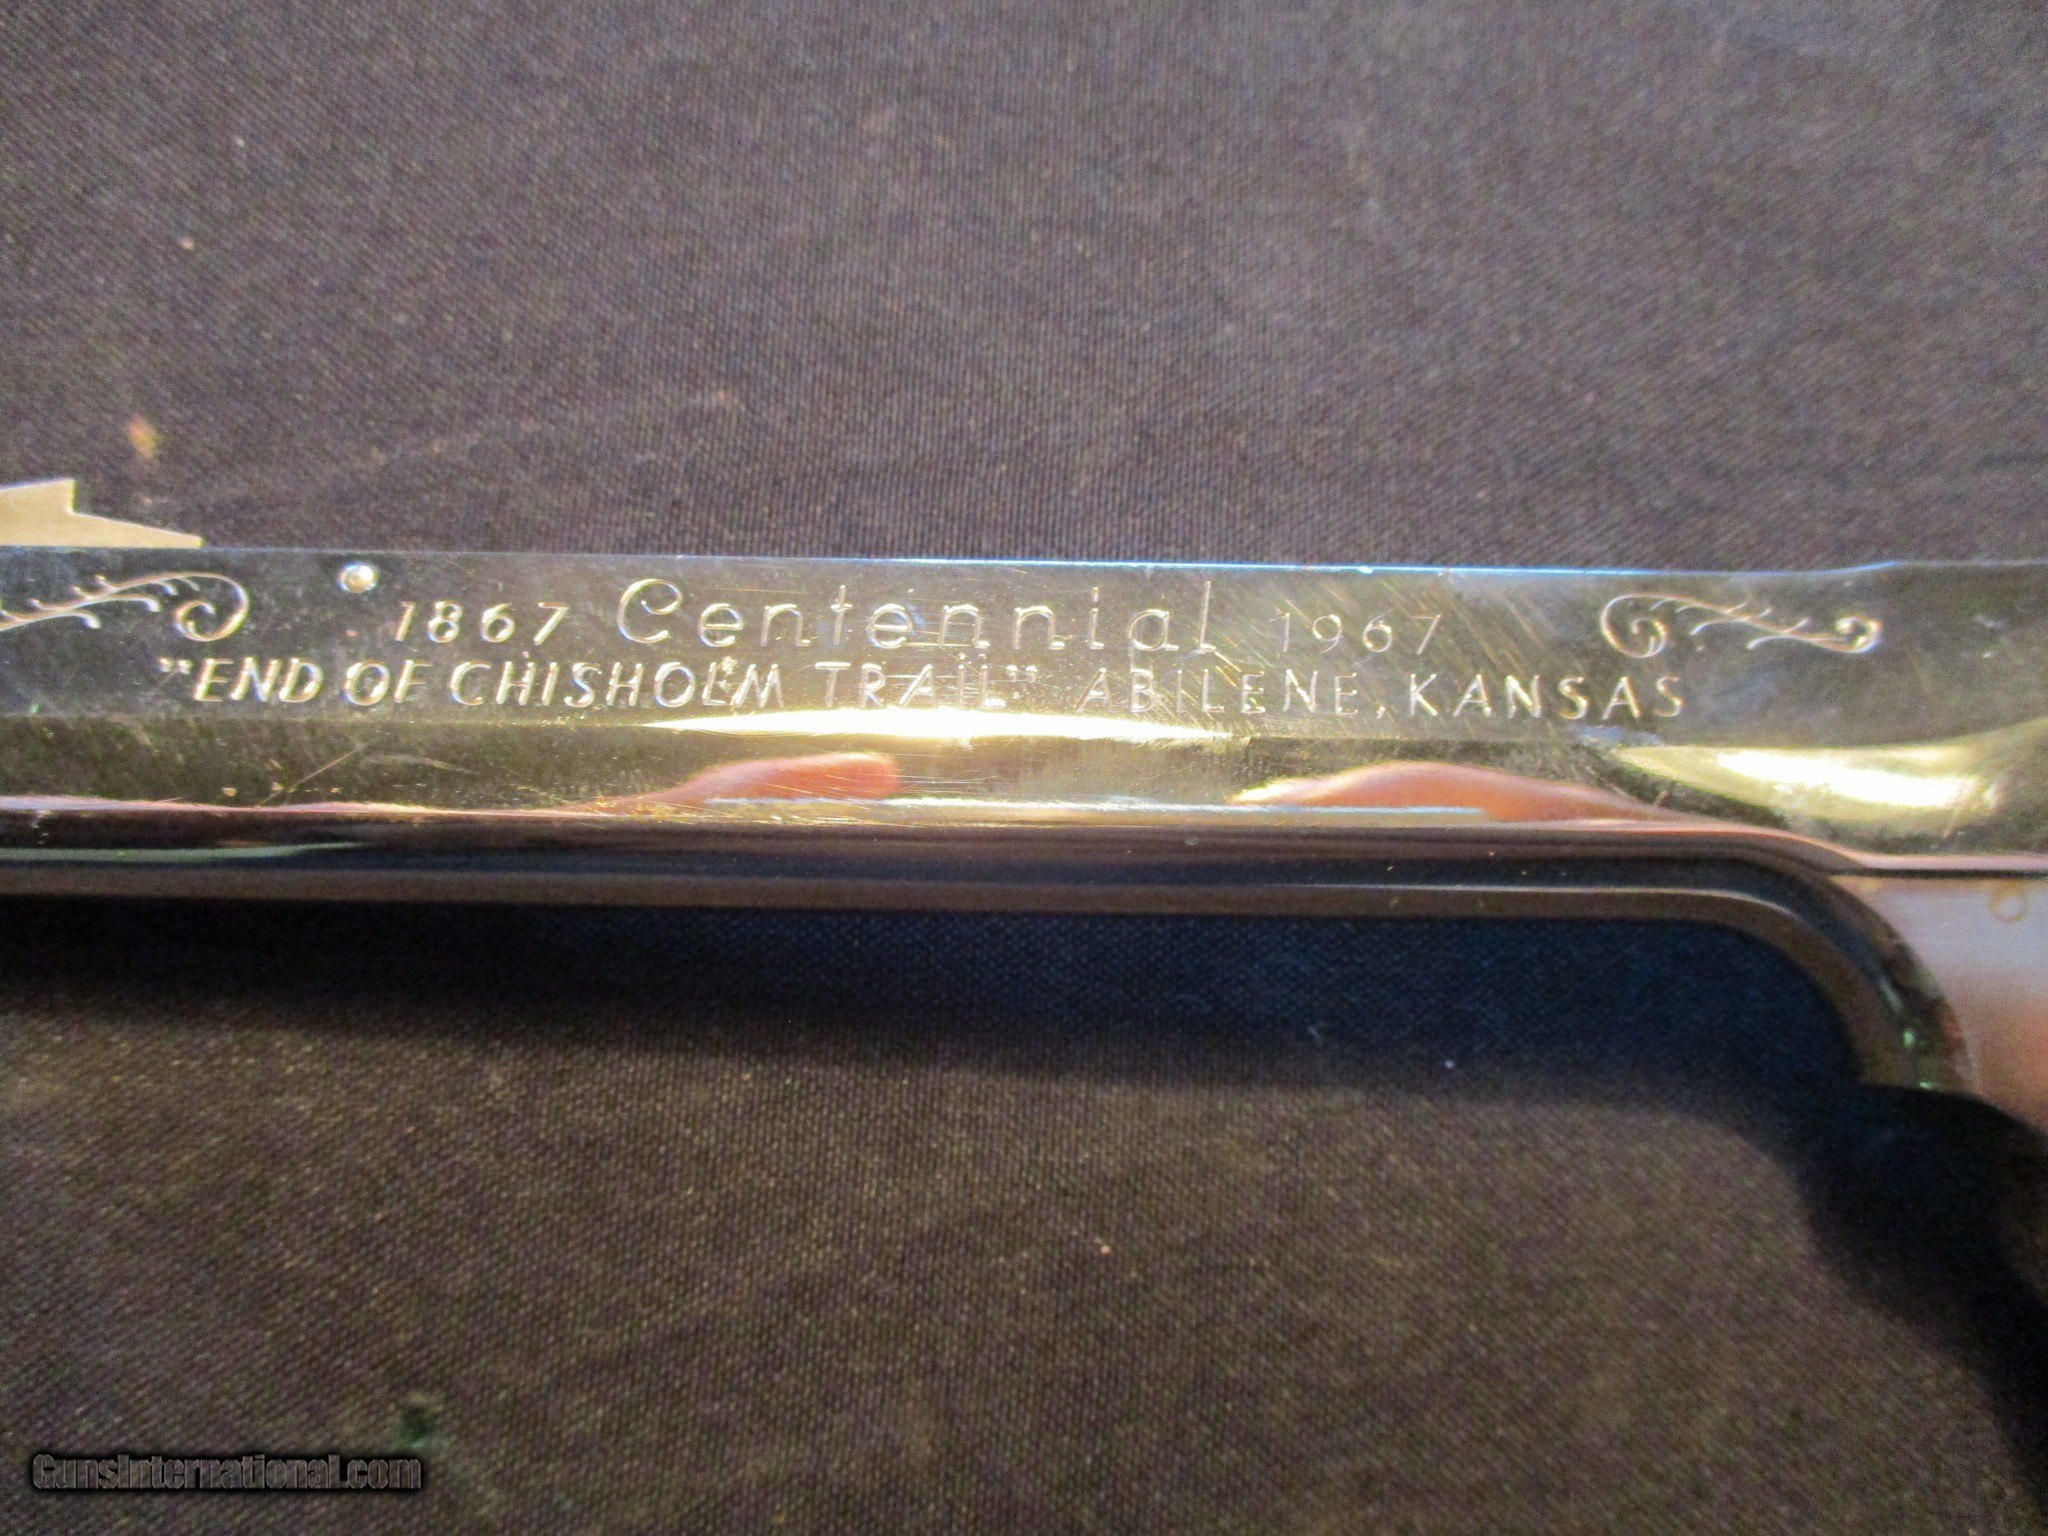 1867 Centennial 1967
"END OF CHISHOLM TRAIL" ABILENE, KANSAS
GunsInternational.com